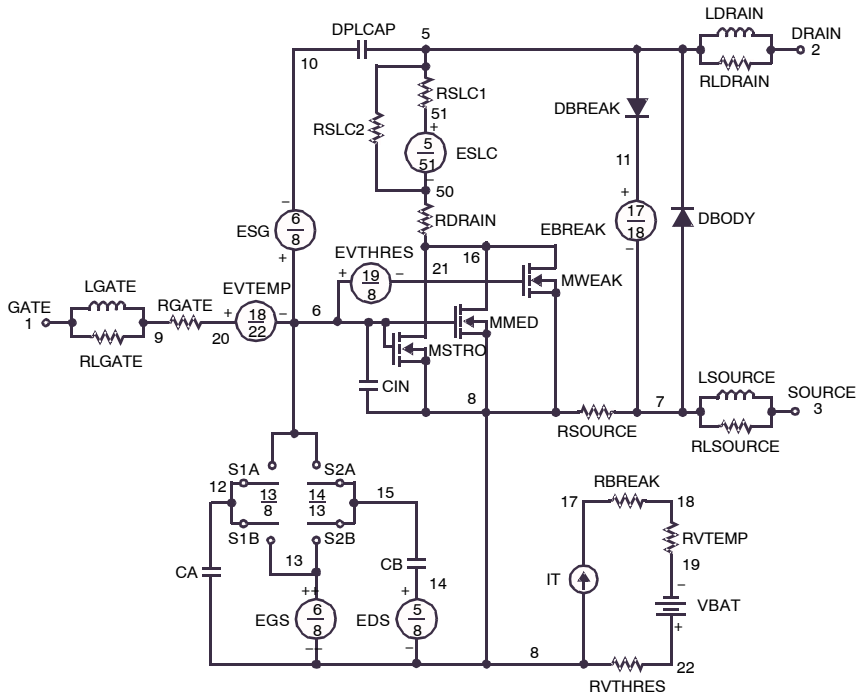 LDRAIN
DPLCAP 5 DRAIN
10 2
RSLC1 RLDRAIN
51 DBREAK
RSLC2 +
5
51
ESLC
11
− 50
− +
6
8
ESG
RDRAIN
17
18
EBREAK DBODY
+ EVTHRES 16 −
+ 19
8
− 21
MWEAK
LGATE EVTEMP
GATE RGATE + 18
22
− 6 MMED
1 9 20
RLGATE MSTRO
CIN LSOURCE
8 7 SOURCE
3
RSOURCE RLSOURCE
S1A S2A RBREAK
12 13
8
14
13
15 17 18
S1B S2B RVTEMP
13 CB 19
CA IT −
14 VBAT
++ + +
EGS 6
8
EDS 5
8
−− − 8 22
RVTHRES